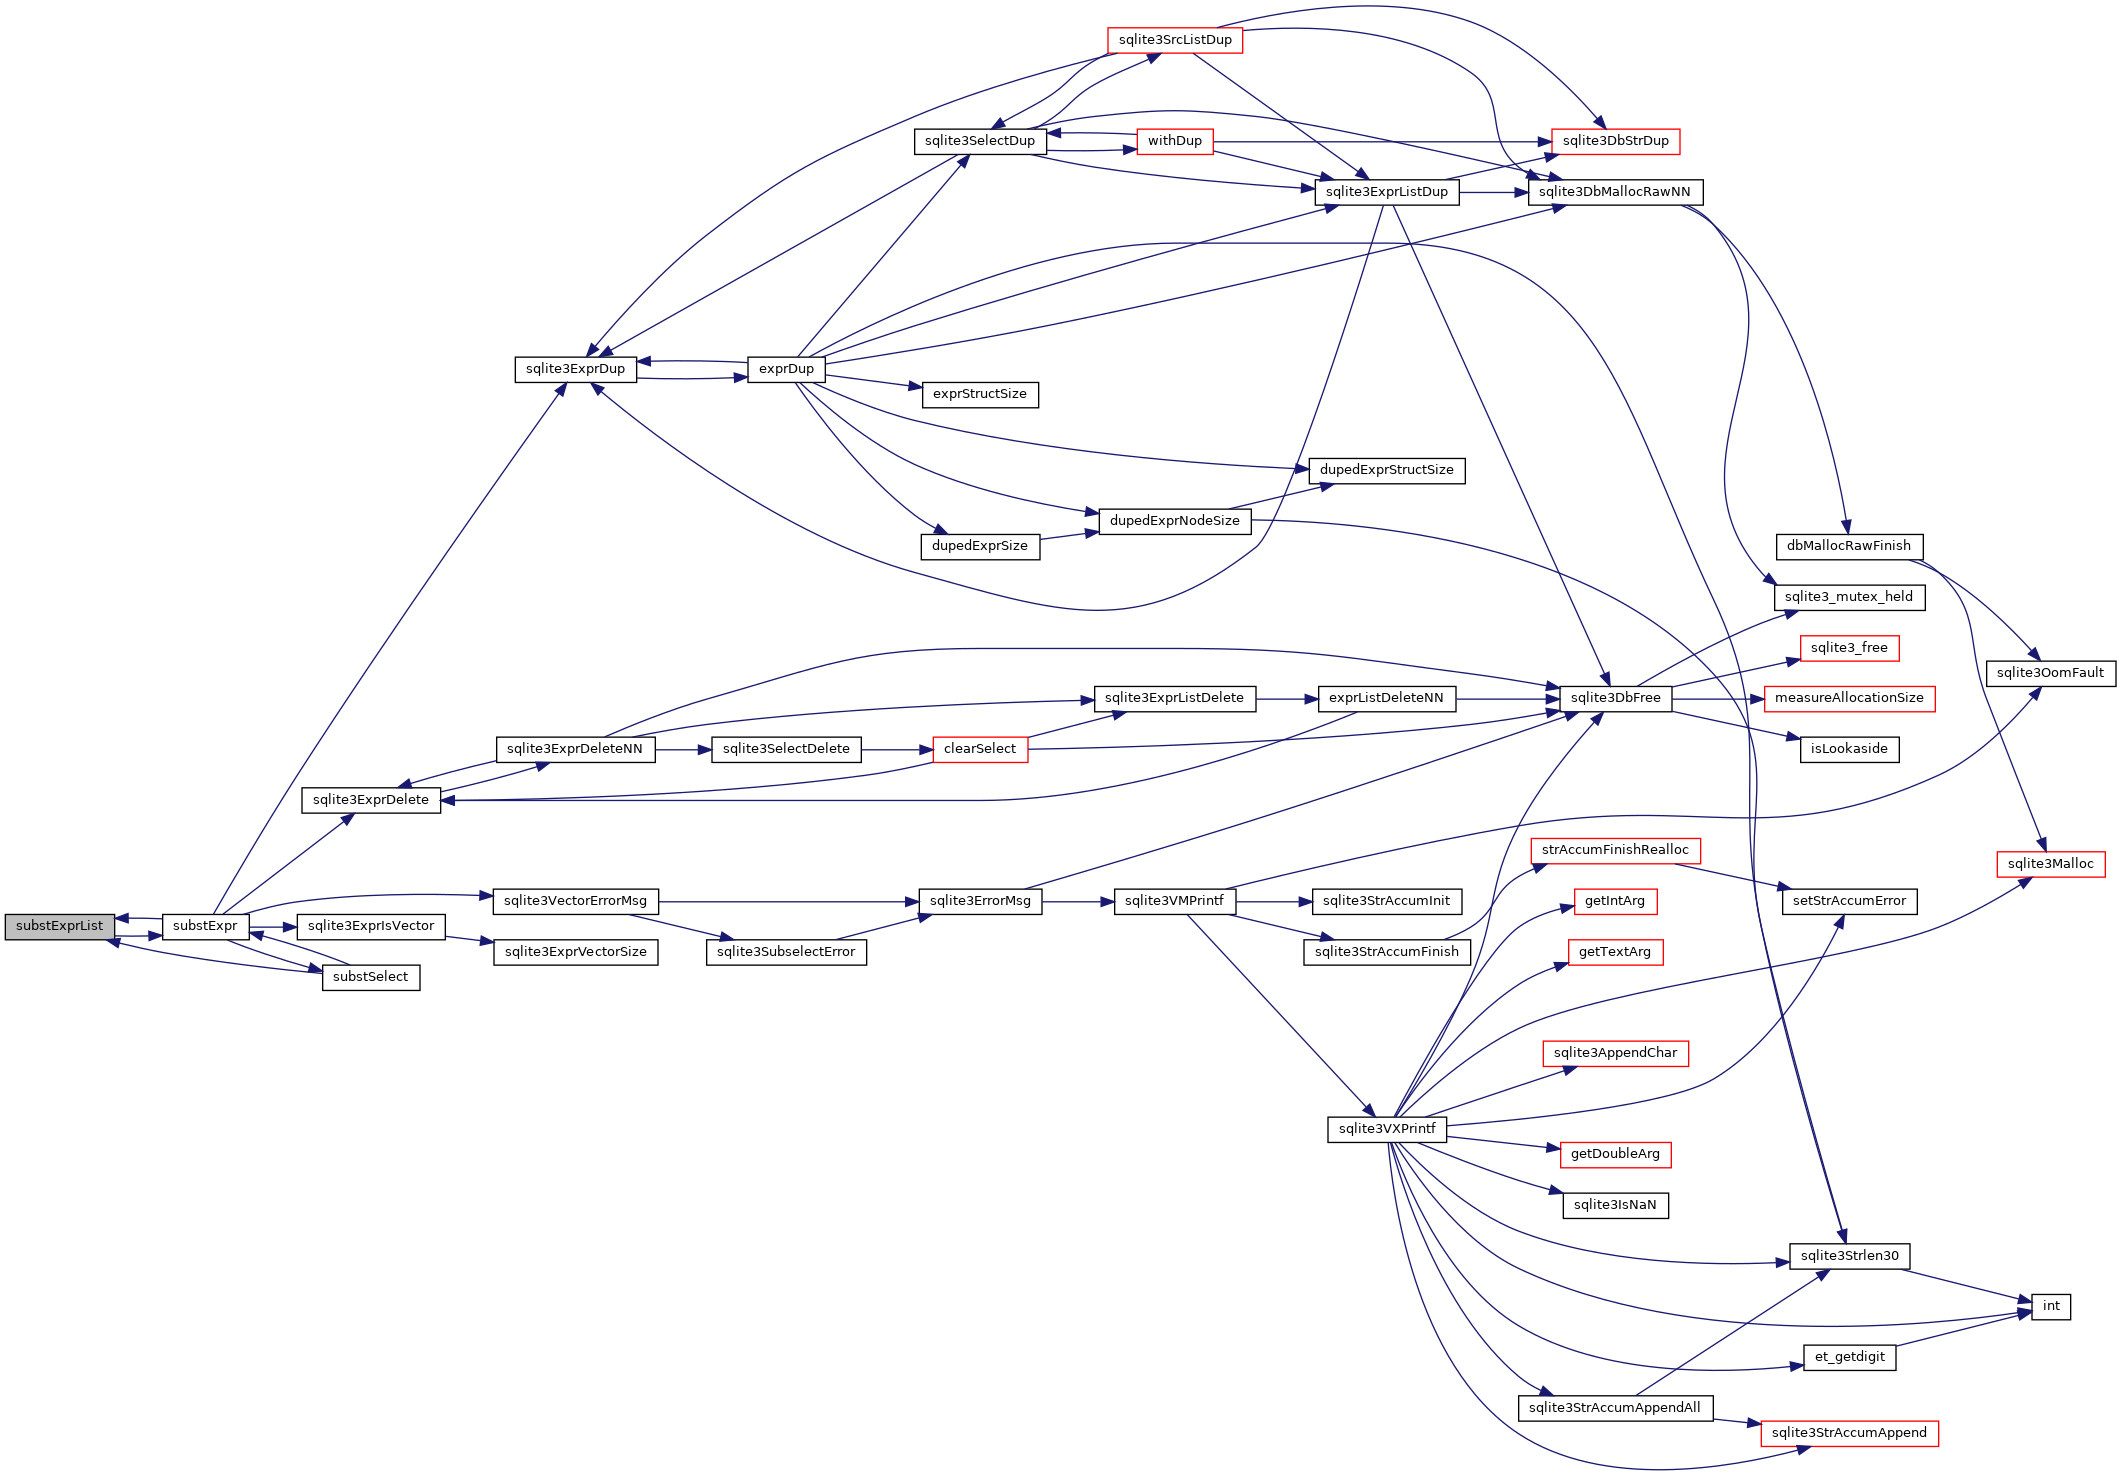 sqlite3SrcListDup
sqlite3SelectDup
withDup
sqlite3DbStrDup
sqlite3ExprListDup
sqlite3DbMallocRawNN
sqlite3ExprDup
exprDup
exprStructSize
dupedExprStructSize
dupedExprNodeSize
dupedExprSize
dbMallocRawFinish
sqlite3_mutex_held
sqlite3_free
sqlite3OomFault
sqlite3ExprListDelete
exprListDeleteNN
sqlite3DbFree
measureAllocationSize
sqlite3ExprDeleteNN
sqlite3SelectDelete
clearSelect
isLookaside
sqlite3ExprDelete
strAccumFinishRealloc
sqlite3Malloc
sqlite3VectorErrorMsg
sqlite3ErrorMsg
sqlite3VMPrintf
sqlite3StrAccumInit
getIntArg
setStrAccumError
substExprList
substExpr
sqlite3ExprIsVector
sqlite3ExprVectorSize
sqlite3SubselectError
sqlite3StrAccumFinish
getTextArg
substSelect
sqlite3AppendChar
sqlite3VXPrintf
getDoubleArg
sqlite3IsNaN
sqlite3Strlen30
int
et_getdigit
sqlite3StrAccumAppendAll
sqlite3StrAccumAppend